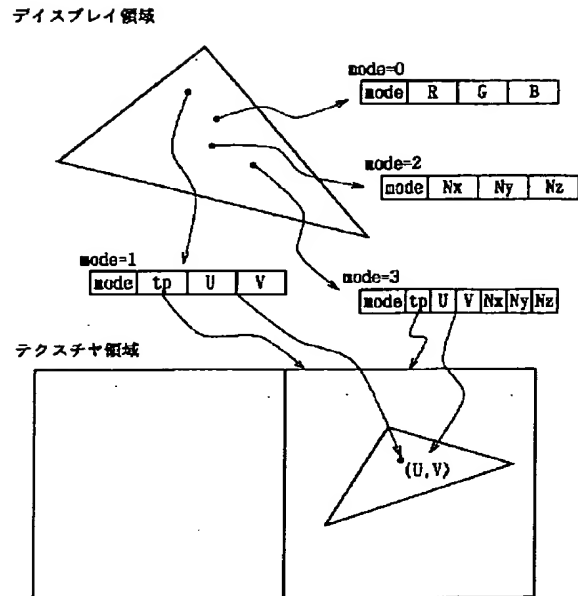 ディスプレイ領域
mode=0
mode R G B
mode=2
mode Nx Ny Nz
mode=1
mode tp U V
mode=3
mode tp U V Nx Ny Nz
テクスチャ領域
(U,V)